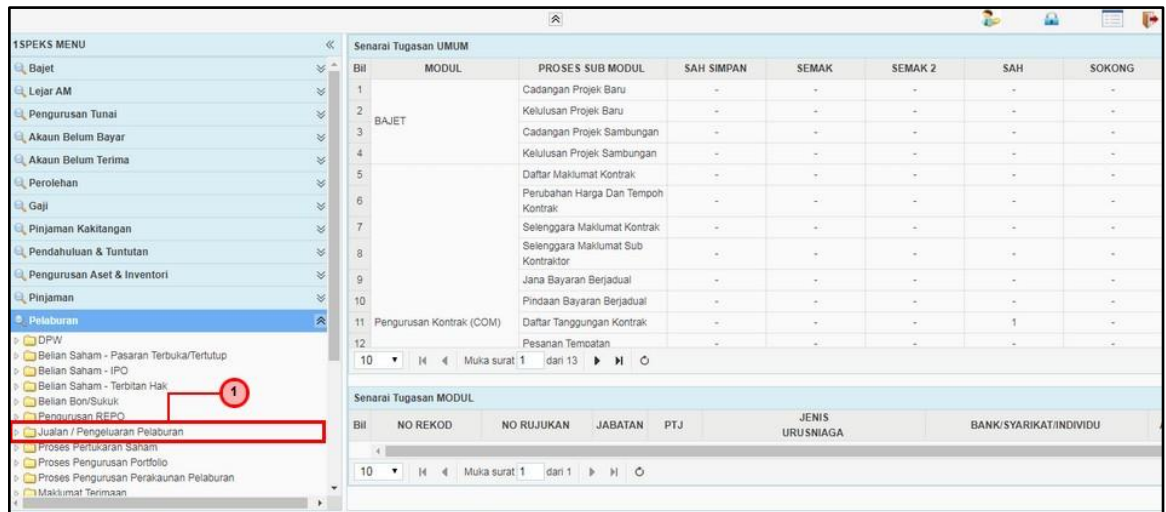 1SPEKS MENU
Bajet
Lejar AM
Pengurusan Tunai
Akaun Belum Bayar
Akaun Belum Terima
Perolehan
Gaji
Pinjaman Kakitangan
Pendahuluan & Tuntutan
Pengurusan Aset & Inventori
Pinjaman
Pelaburan
DPW
Belian Saham - Pasaran Terbuka/Tertutup
Belian Saham - IPO
Belian Saham - Terbitan Hak
Belian Bon/Sukuk
Pengurusan REPO
Jualan / Pengeluaran Pelaburan
Proses Pertukaran Saham
Proses Pengurusan Portfolio
Proses Pengurusan Perakaunan Pelaburan
Maklumat Terimaan
1
Senarai Tugasan UMUM
Bil MODUL PROSES SUB MODUL SAH SIMPAN SEMAK SEMAK 2 SAH SOKONG
1 Cadangan Projek Baru - - - - -
2 Kelulusan Projek Baru - - - - -
BAJET
3 Cadangan Projek Sambungan - - - - -
4 Kelulusan Projek Sambungan - - - - -
5 Daftar Maklumat Kontrak - - - - -
6 Perubahan Harga Dan Tempoh - - - - -
Kontrak
7 Selenggara Maklumat Kontrak - - - - -
8 Selenggara Maklumat Sub - - - - -
Kontraktor
9 Jana Bayaran Berjadual - - - - -
10 Pindaan Bayaran Berjadual - - - - -
11 Pengurusan Kontrak (COM) Daftar Tanggungan Kontrak - - - 1 -
12 Pesanan Tempatan
10 Muka surat 1 dari 13
Senarai Tugasan MODUL
Bil NO REKOD NO RUJUKAN JABATAN PTJ JENIS URUSNIAGA BANK/SYARIKAT/INDIVIDU
10 Muka surat 1 dari 1